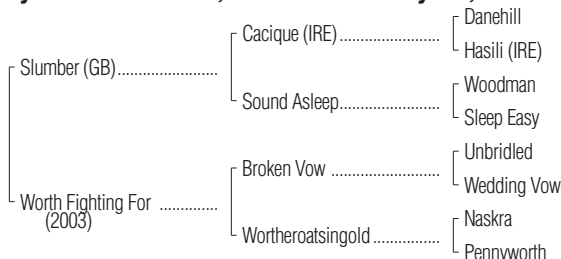 Danehill
Cacique (IRE)
Hasili (IRE)
Slumber (GB)
Woodman
Sound Asleep
Sleep Easy
Unbridled
Broken Vow
Wedding Vow
Worth Fighting For
(2003)
Naskra
Wortheroatsingold
Pennyworth